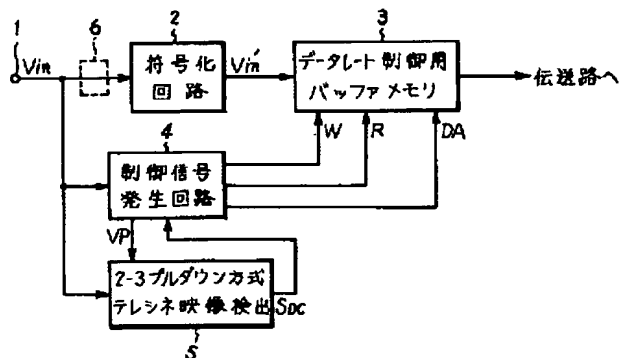 1
Vin
6
2
符号化
回路
Vin'
3
データレート制御用
バッファメモリ
伝送路へ
W
R
DA
4
制御信号
発生回路
VP
2-3プルダウン方式
テレシネ映像検出
SDC
5